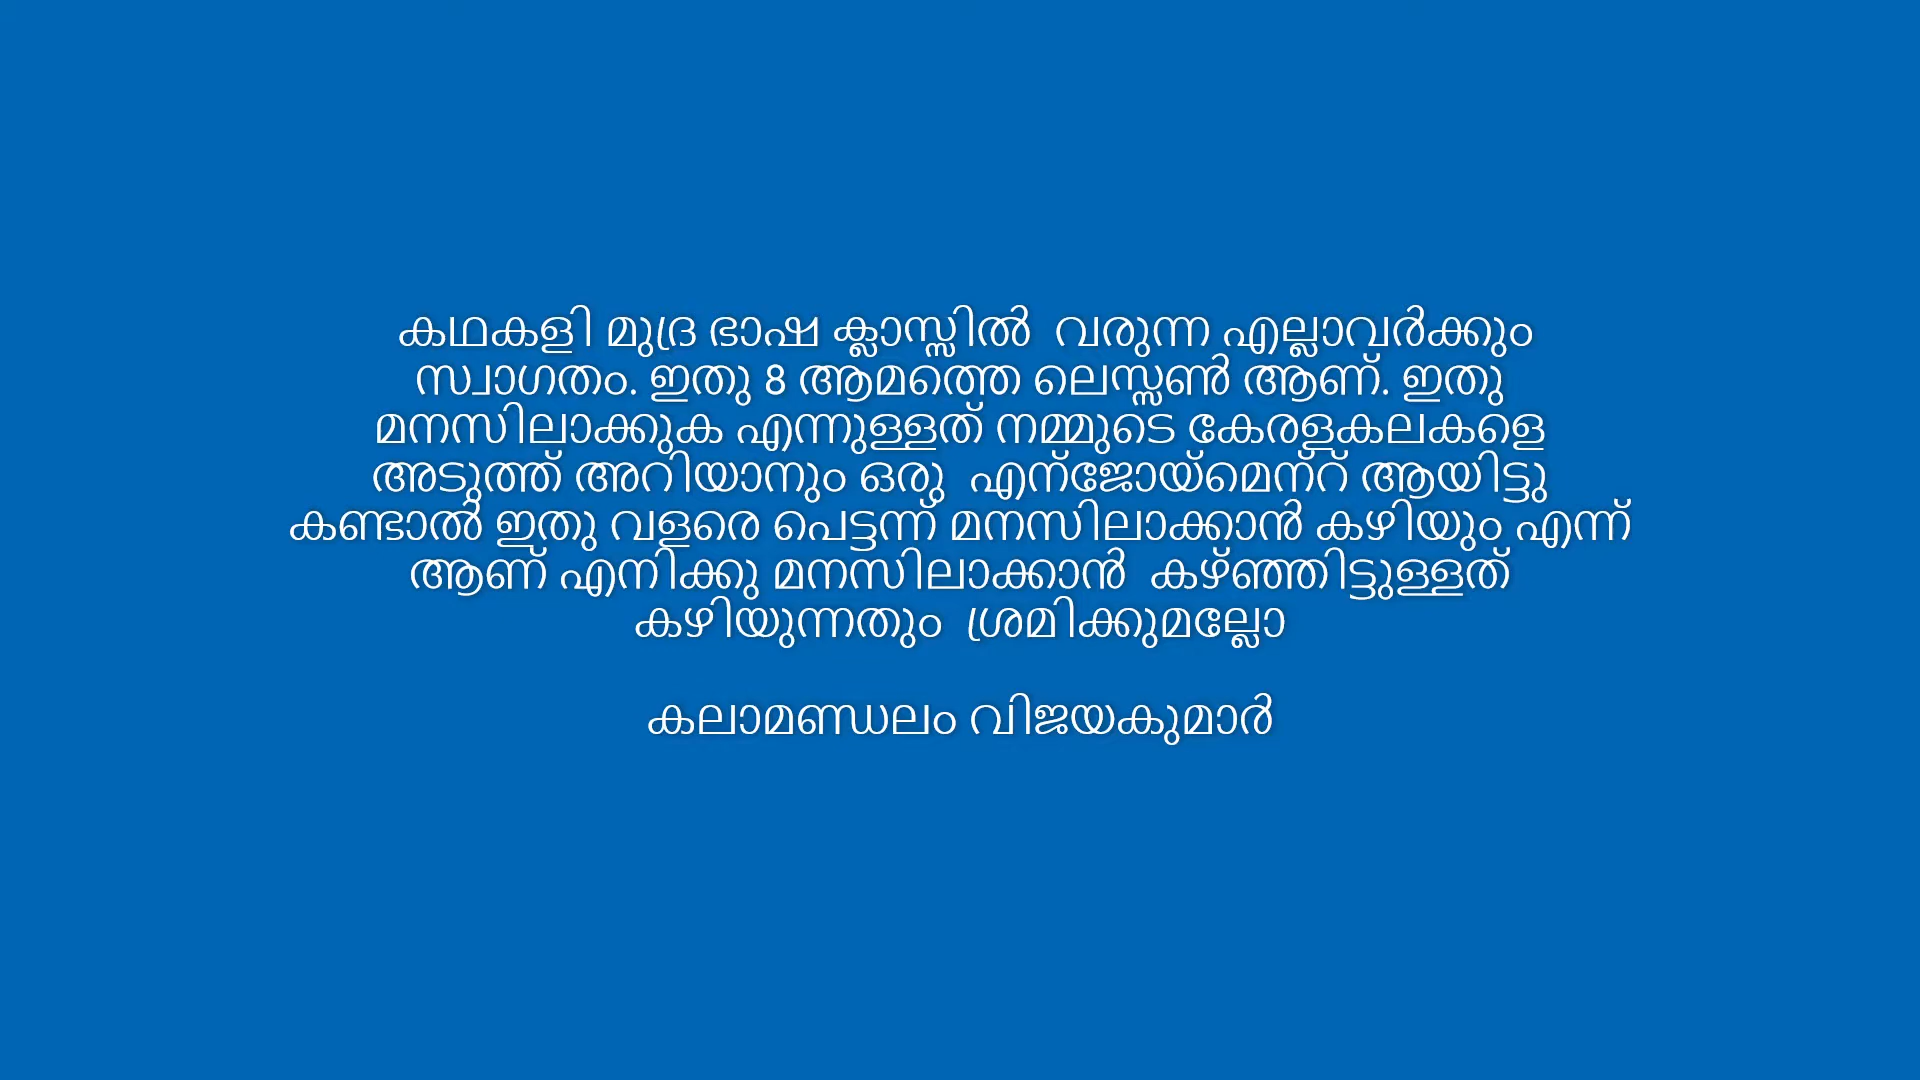 കഥകളി മുദ്ര ഭാഷ ക്ലാസ്സിൽ വരുന്ന എല്ലാവർക്കും
സ്വാഗതം. ഇതു 8 ആമത്തെ ലെസ്സൺ ആണ്. ഇതു
മനസിലാക്കുക എന്നുള്ളത് നമ്മുടെ കേരളകലകളെ
അടുത്ത് അറിയാനും ഒരു എന്ജോയ്മെന്റ് ആയിട്ടു
കണ്ടാൽ ഇതു വളരെ പെട്ടന്ന് മനസിലാക്കാൻ കഴിയും എന്ന്
ആണ് എനിക്കു മനസിലാക്കാൻ കഴ്ഞ്ഞിട്ടുള്ളത്
കഴിയുന്നതും ശ്രമിക്കുമല്ലോ
കലാമണ്ഡലം വിജയകുമാർ